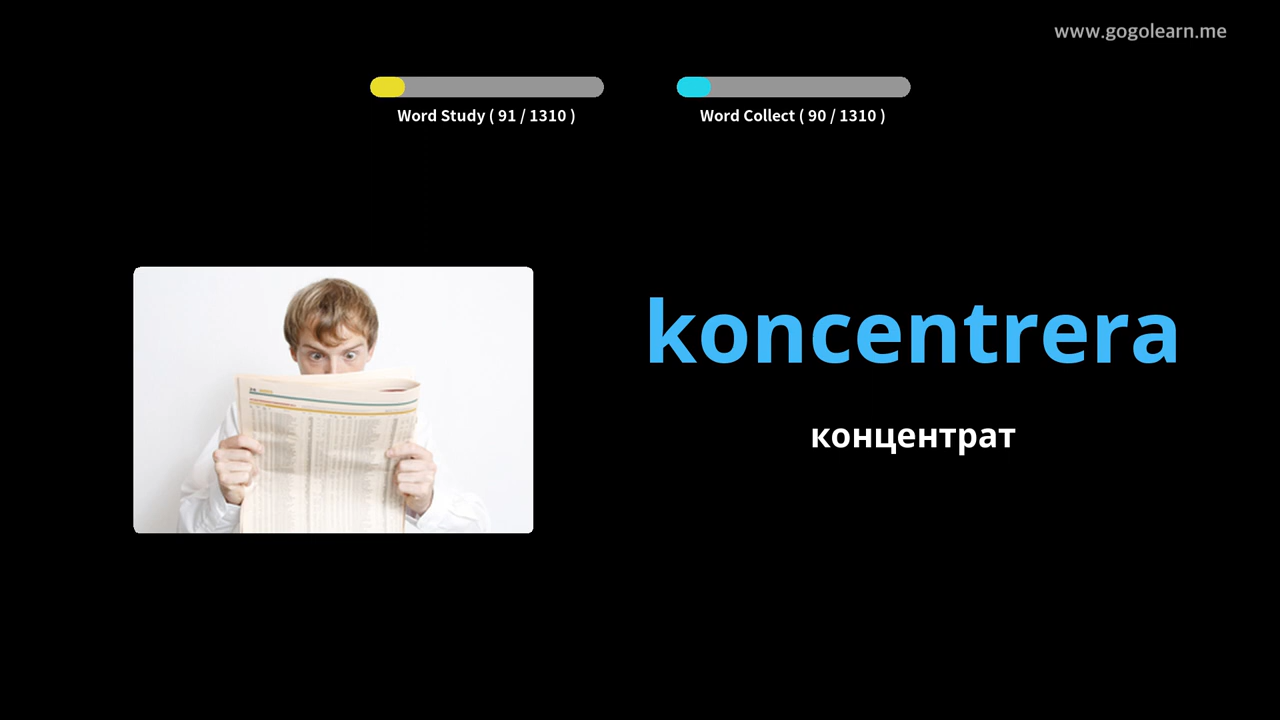 www.gogolearn.me
Word Study ( 91 / 1310 )
Word Collect ( 90 / 1310 )
koncentrera
концентрат